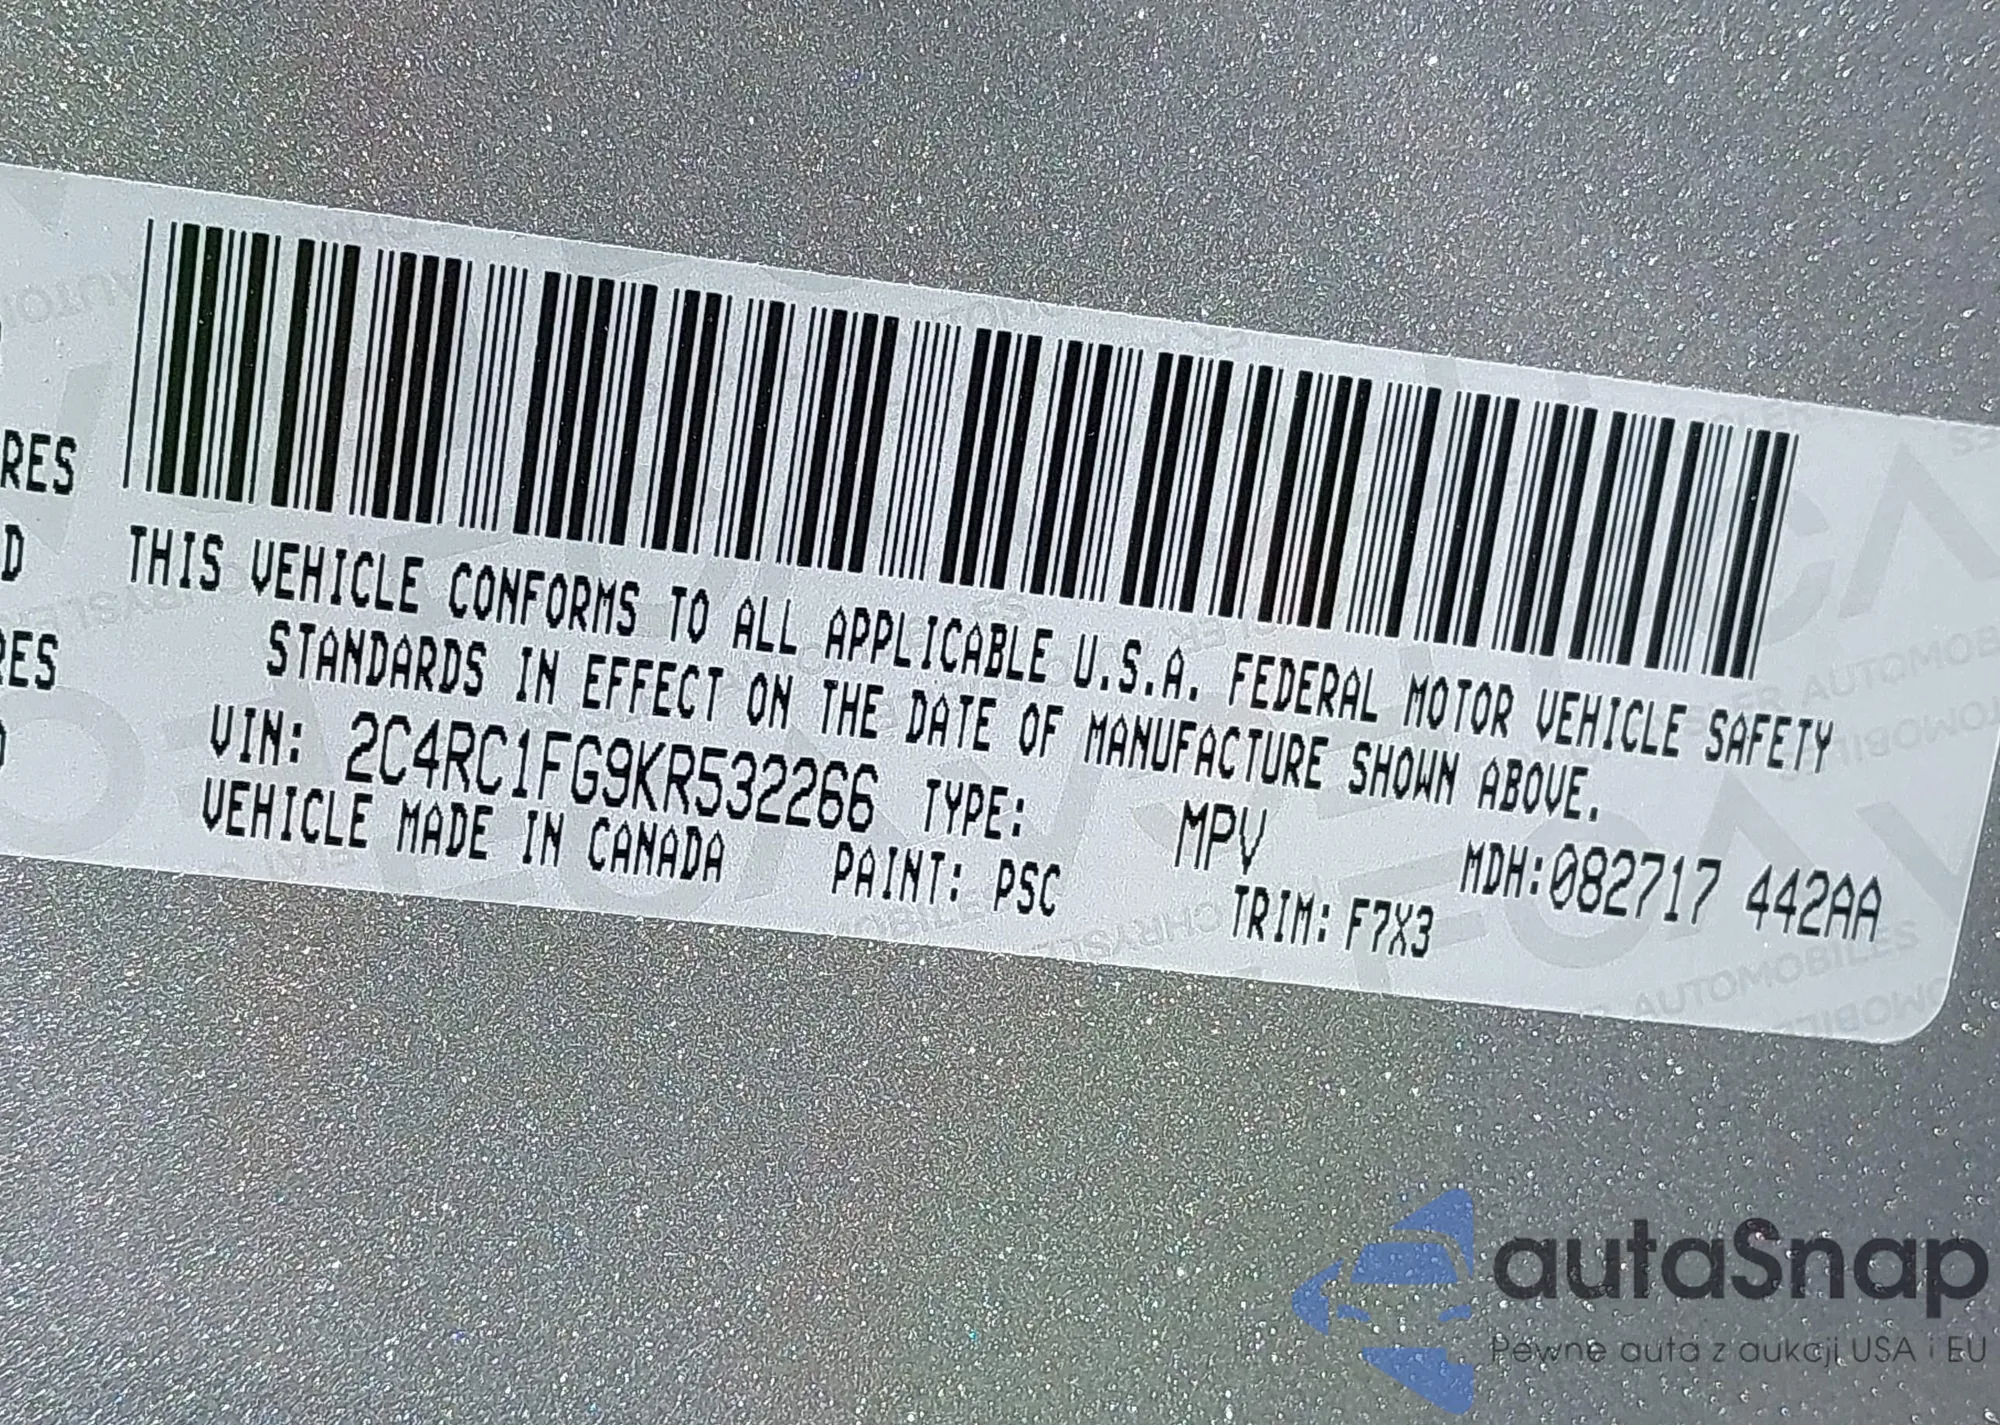 RES
D
RES
THIS VEHICLE CONFORMS TO ALL APPLICABLE U.S.A. FEDERAL MOTOR VEHICLE SAFETY
STANDARDS IN EFFECT ON THE DATE OF MANUFACTURE SHOWN ABOVE.
VIN: 2C4RC1FG9KR532266 TYPE: MPV MDH:082717 442AA
VEHICLE MADE IN CANADA PAINT: PSC TRIM: F7X3
autaSnap
Pewne auta z aukcji USA i EU